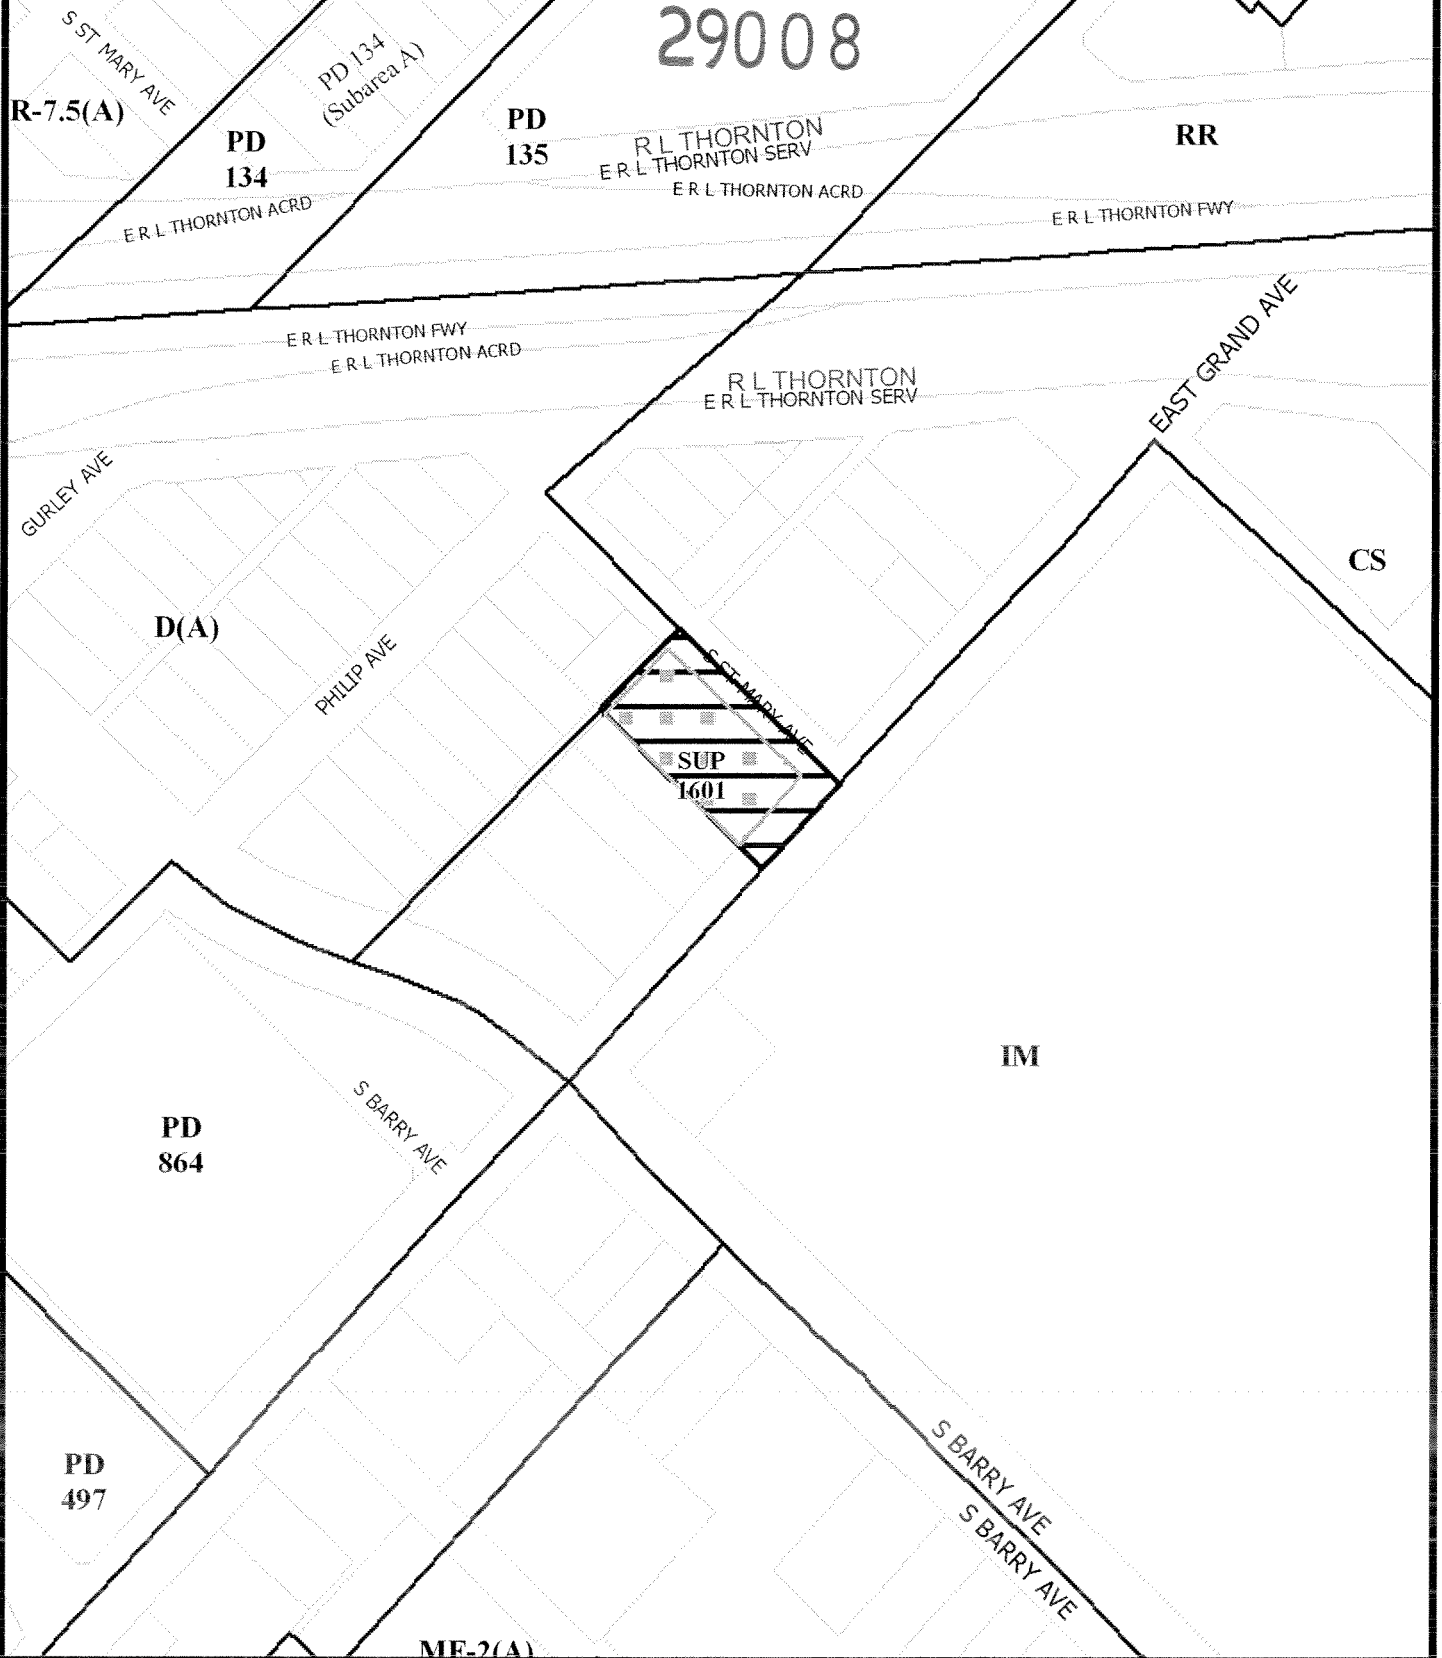 29008
S ST MARY AVE
PD 134
(Subarea A)
R-7.5(A)
PD
134
PD
135
R L THORNTON
E R L THORNTON SERV
E R L THORNTON ACRD
RR
E R L THORNTON ACRD
E R L THORNTON FWY
E R L THORNTON FWY
E R L THORNTON ACRD
EAST GRAND AVE
R L THORNTON
E R L THORNTON SERV
GURLEY AVE
CS
D(A)
PHILIP AVE
S ST MARY AVE
SUP
1601
IM
PD
864
S BARRY AVE
PD
497
S BARRY AVE
S BARRY AVE
MF-2(A)